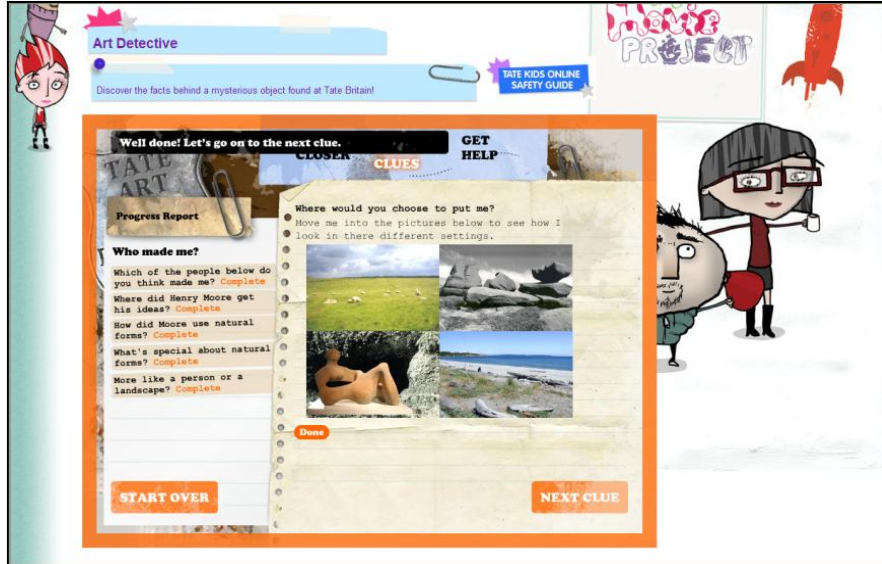 Movie
PROJECT
Art Detective
Discover the facts behind a mysterious object found at Tate Britain!
TATE KIDS ONLINE
SAFETY GUIDE
Well done! Let's go on to the next clue.
CLOSER
CLUES
GET
HELP
TATE
ART
Progress Report
Who made me?
Which of the people below do
you think made me? Complete
Where did Henry Moore get
his ideas? Complete
How did Moore use natural
forms? Complete
What's special about natural
forms? Complete
More like a person or a
landscape? Complete
START OVER
Where would you choose to put me?
Move me into the pictures below to see how I
look in there different settings.
Done
NEXT CLUE